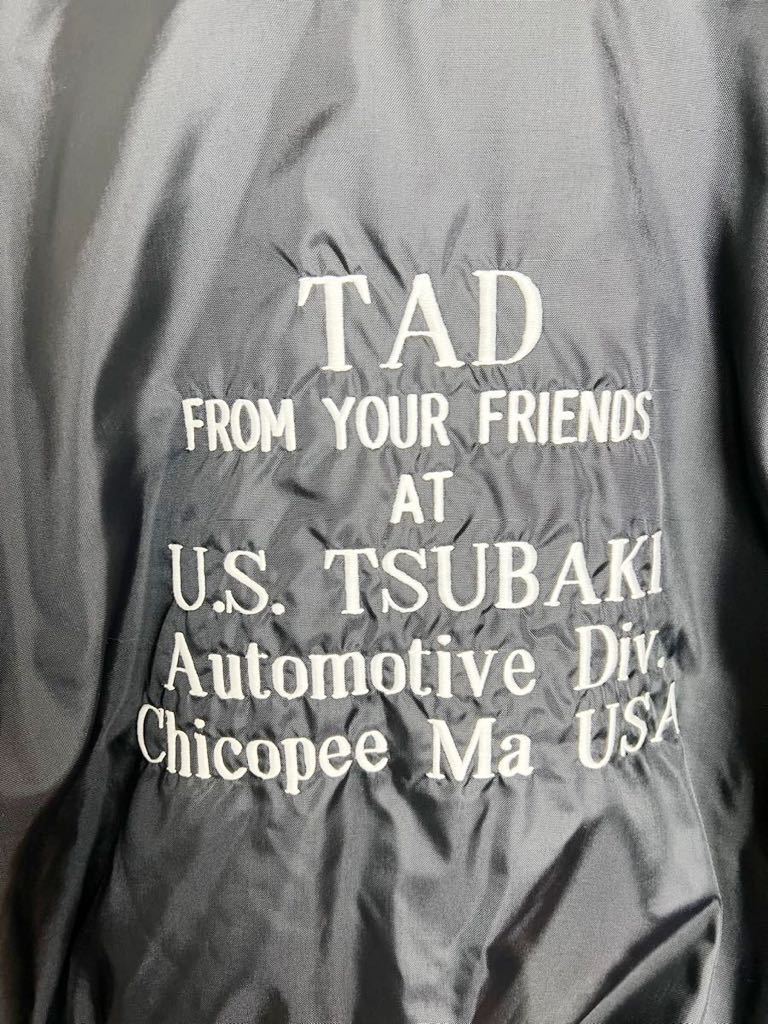 TAD
FROM YOUR FRIENDS
AT
U.S. TSUBAKI
Automotive Div.
Chicopee Ma USA